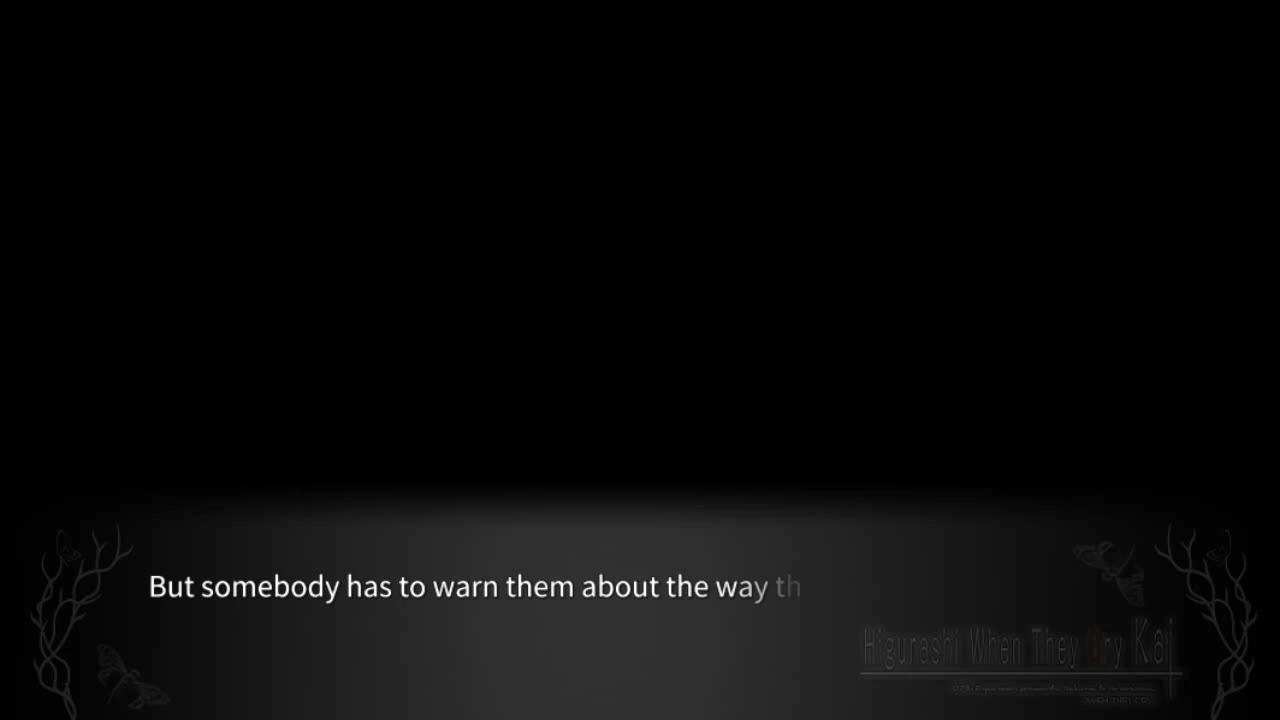 But somebody has to warn them about the way th
Higurashi When They Cry Kai